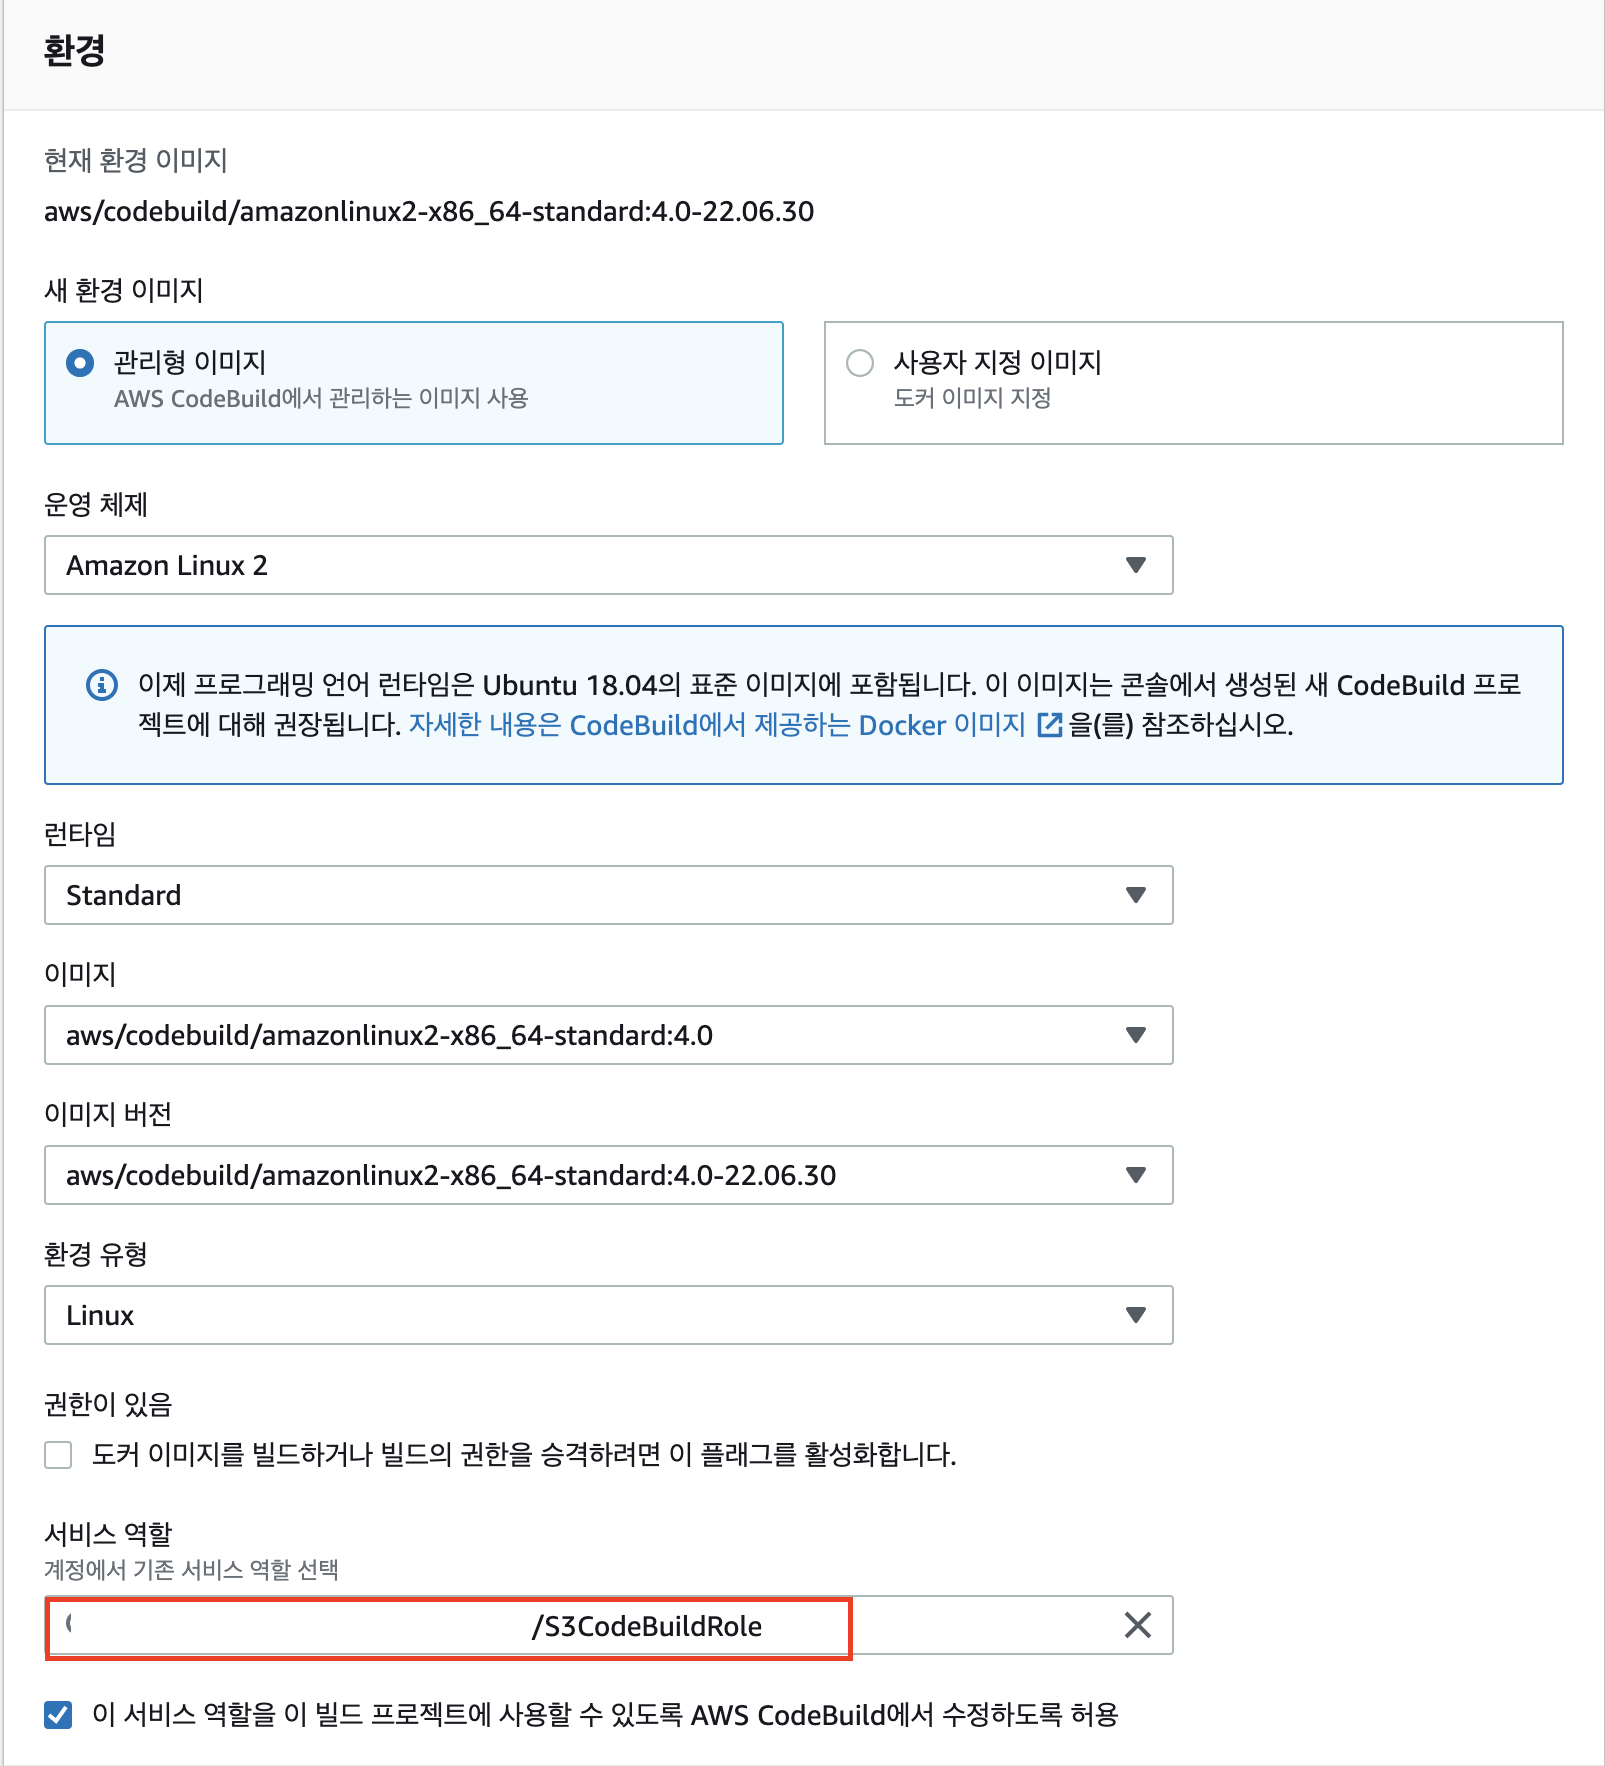 환경
현재 환경 이미지
aws/codebuild/amazonlinux2-x86_64-standard:4.0-22.06.30
새 환경 이미지
관리형 이미지
AWS CodeBuild에서 관리하는 이미지 사용
사용자 지정 이미지
도커 이미지 지정
운영 체제
Amazon Linux 2
이제 프로그래밍 언어 런타임은 Ubuntu 18.04의 표준 이미지에 포함됩니다. 이 이미지는 콘솔에서 생성된 새 CodeBuild 프로
젝트에 대해 권장됩니다. 자세한 내용은 CodeBuild에서 제공하는 Docker 이미지 을(를) 참조하십시오.
런타임
Standard
이미지
aws/codebuild/amazonlinux2-x86_64-standard:4.0
이미지 버전
aws/codebuild/amazonlinux2-x86_64-standard:4.0-22.06.30
환경 유형
Linux
권한이 있음
도커 이미지를 빌드하거나 빌드의 권한을 승격하려면 이 플래그를 활성화합니다.
서비스 역할
계정에서 기존 서비스 역할 선택
/S3CodeBuildRole
이 서비스 역할을 이 빌드 프로젝트에 사용할 수 있도록 AWS CodeBuild에서 수정하도록 허용